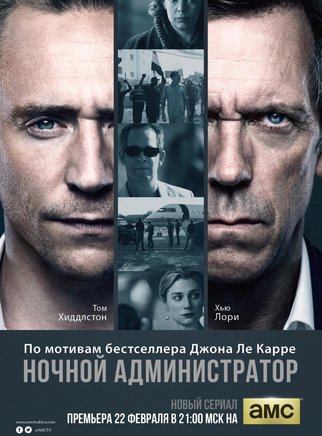 Том
Хиддлстон
Хью
Лори
По мотивам бестселлера Джона Ле Карре
НОЧНОЙ АДМИНИСТРАТОР
НОВЫЙ СЕРИАЛ
ПРЕМЬЕРА 22 ФЕВРАЛЯ В 21:00 МСК НА
aMC
@AMCTV